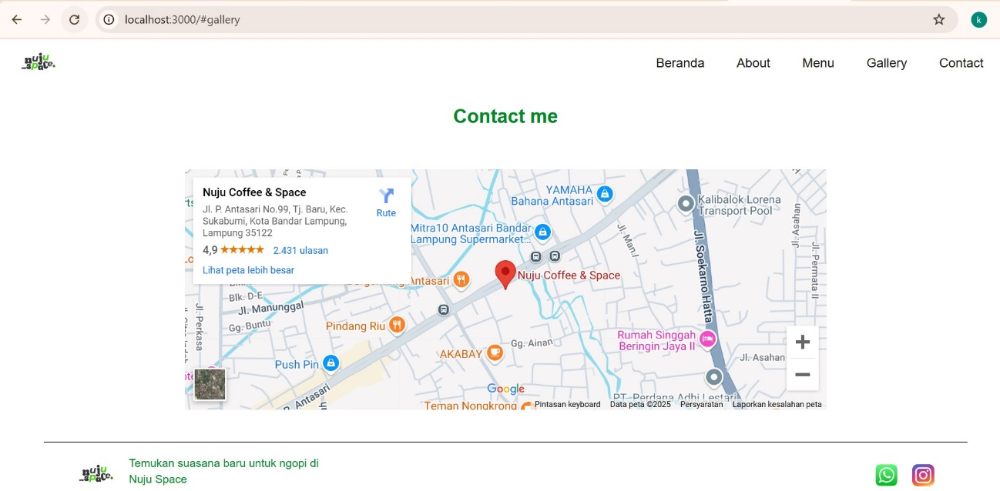 localhost:3000/#gallery
k
nuju
space.
Beranda
About
Menu
Gallery
Contact
Contact me
Nuju Coffee & Space
Jl. P. Antasari No.99, Tj. Baru, Kec.
Sukabumi, Kota Bandar Lampung,
Lampung 35122
4,9
2.431 ulasan
Lihat peta lebih besar
Rute
YAMAHA
Bahana Antasari
Kalibalok Lorena
Transport Pool
Mitra10 Antasari Bandar
Lampung Supermarket...
Jl. Man.I
Jl. Asahan
Jl. Soekarno Hatta
Jl. Permata II
Nuju Coffee & Space
Antasari
Blk. D-E
Jl. Manunggal
Gg. Buntu
Jl. Perkasa
Pindang Riu
Gg. Ainan
Rumah Singgah
Beringin Jaya II
AKABAY
Push Pin
Jl. Asahan
Antasari
Google
PT. Perdana Adhi Lestari
Teman Nongkrong
Pintasan keyboard
Data peta ©2025
Persyaratan
Laporkan kesalahan peta
nuju
space.
Temukan suasana baru untuk ngopi di
Nuju Space